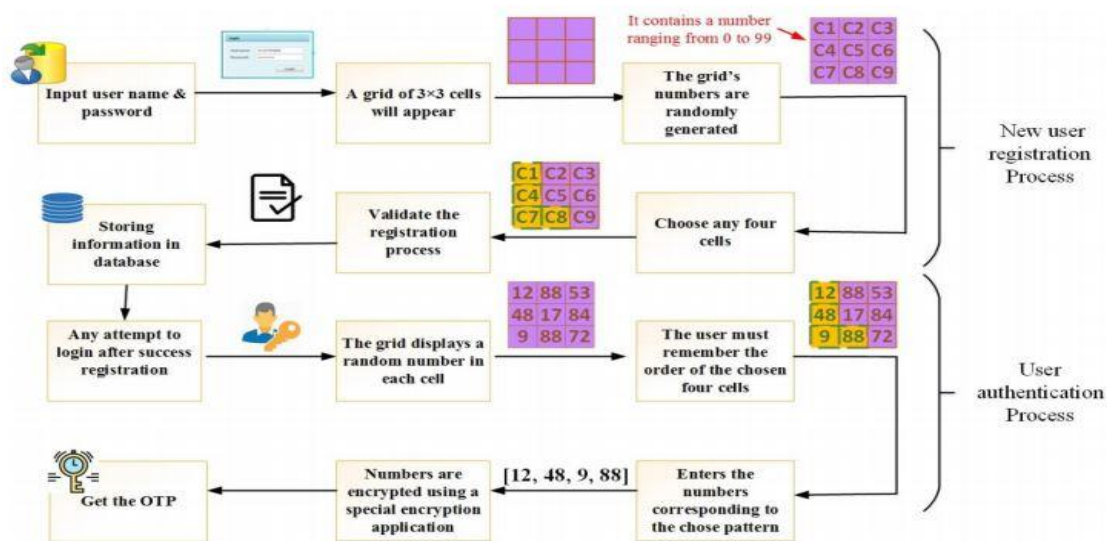 Input user name &
password
A grid of 3×3 cells
will appear
The grid's
numbers are
randomly
generated
It contains a number
ranging from 0 to 99
C1 C2 C3
C4 C5 C6
C7 C8 C9
New user
registration
Process
Storing
information in
database
Validate the
registration
process
C1 C2 C3
C4 C5 C6
C7 C8 C9
Choose any four
cells
Any attempt to
login after success
registration
12 88 53
48 17 84
9 88 72
The grid displays a
random number in
each cell
The user must
remember the
order of the chosen
four cells
12 88 53
48 17 84
9 88 72
User
authentication
Process
Get the OTP
Numbers are
encrypted using a
special encryption
application
[12, 48, 9, 88]
Enters the
numbers
corresponding to
the chose pattern